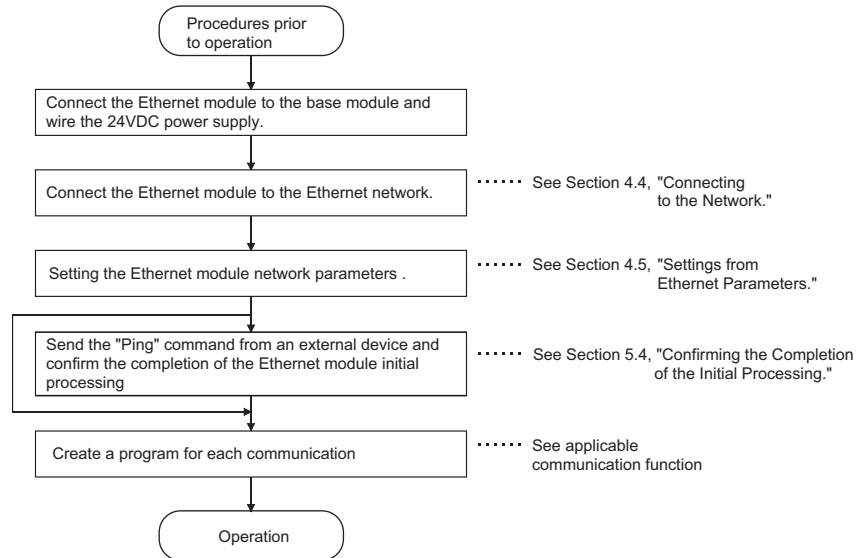 Procedures prior
to operation
Connect the Ethernet module to the base module and
wire the 24VDC power supply.
Connect the Ethernet module to the Ethernet network.
See Section 4.4, "Connecting
to the Network."
Setting the Ethernet module network parameters .
See Section 4.5, "Settings from
Ethernet Parameters."
Send the "Ping" command from an external device and
confirm the completion of the Ethernet module initial
processing
See Section 5.4, "Confirming the Completion
of the Initial Processing."
Create a program for each communication
See applicable
communication function
Operation